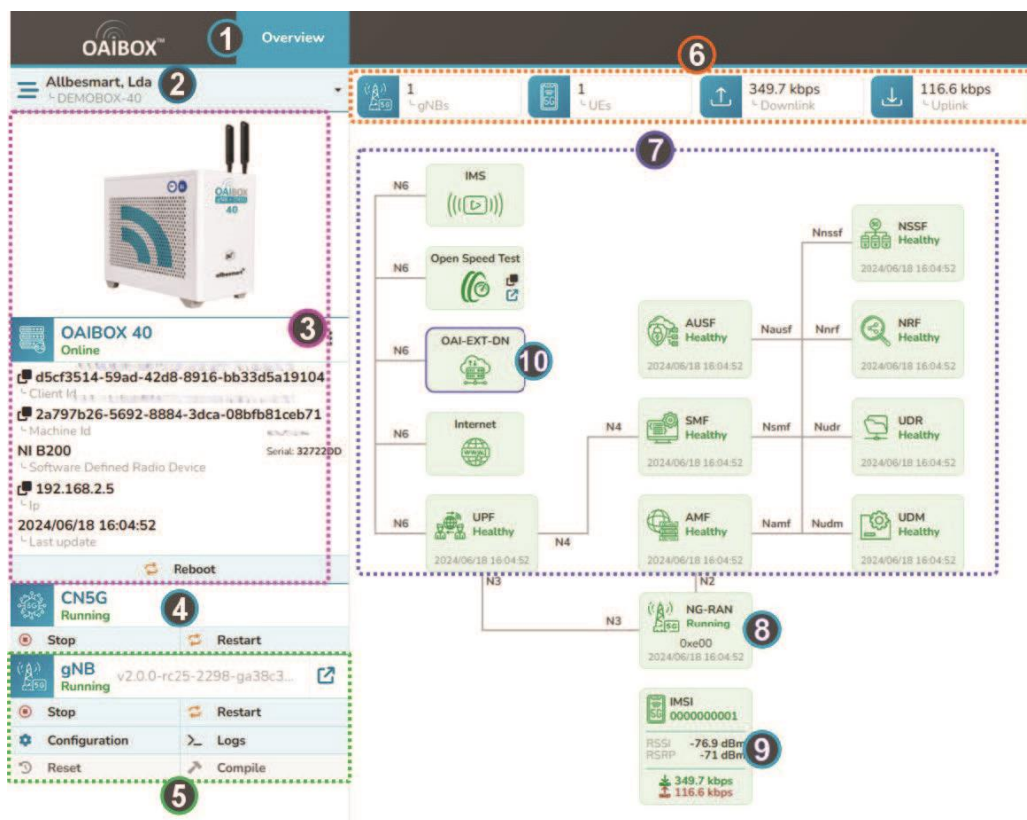 OAIBOX™
1
Overview
Allbesmart, Lda
2
DEMOBOX-40
6
1
gNBs
1
UEs
349.7 kbps
Downlink
116.6 kbps
Uplink
7
OAIBOX
40
allbesmart
OAIBOX 40
3
Online
d5cf3514-59ad-42d8-8916-bb33d5a19104
Client Id
2a797b26-5692-8884-3dca-08bfb81ceb71
Machine Id
NI B200
Serial: 32722DD
Software Defined Radio Device
192.168.2.5
Ip
2024/06/18 16:04:52
Last update
Reboot
CN5G
4
Running
Stop
Restart
gNB
v2.0.0-rc25-2298-ga38c3...
Running
Stop
Restart
Configuration
Logs
Reset
Compile
5
N6
IMS
N6
Open Speed Test
N6
OAI-EXT-DN
10
N6
Internet
WWW
N6
UPF
Healthy
2024/06/18 16:04:52
N4
N4
AUSF
Healthy
2024/06/18 16:04:52
Nausf
SMF
Healthy
2024/06/18 16:04:52
Nsmf
AMF
Healthy
2024/06/18 16:04:52
Namf
Nnssf
NSSF
Healthy
2024/06/18 16:04:52
Nnrf
NRF
Healthy
2024/06/18 16:04:52
Nudr
UDR
Healthy
2024/06/18 16:04:52
Nudm
UDM
Healthy
2024/06/18 16:04:52
N3
N2
N3
NG-RAN
Running
5G
0xe00
8
2024/06/18 16:04:52
IMSI
0000000001
5G
RSSI -76.9 dBm
RSRP -71 dBm
9
349.7 kbps
116.6 kbps